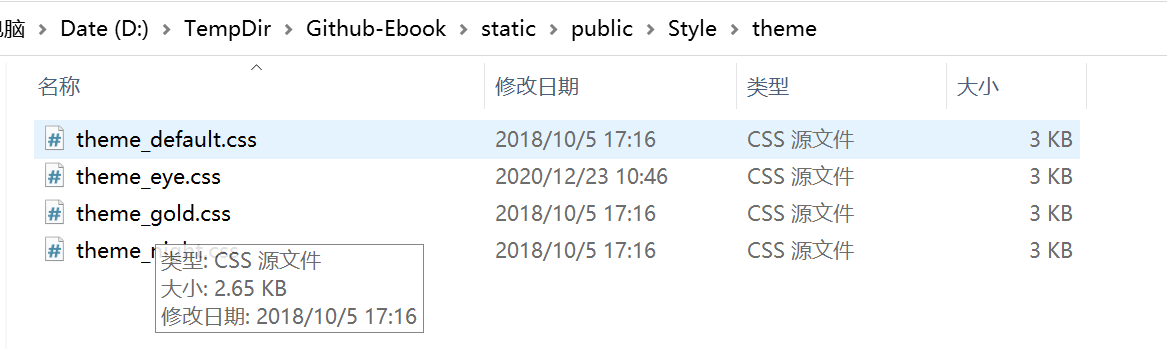 电脑 > Date (D:) > TempDir > Github-Ebook > static > public > Style > theme
名称 修改日期 类型 大小
theme_default.css 2018/10/5 17:16 CSS 源文件 3 KB
theme_eye.css 2020/12/23 10:46 CSS 源文件 3 KB
theme_gold.css 2018/10/5 17:16 CSS 源文件 3 KB
theme_night.css 2018/10/5 17:16 CSS 源文件 3 KB
类型: CSS 源文件
大小: 2.65 KB
修改日期: 2018/10/5 17:16